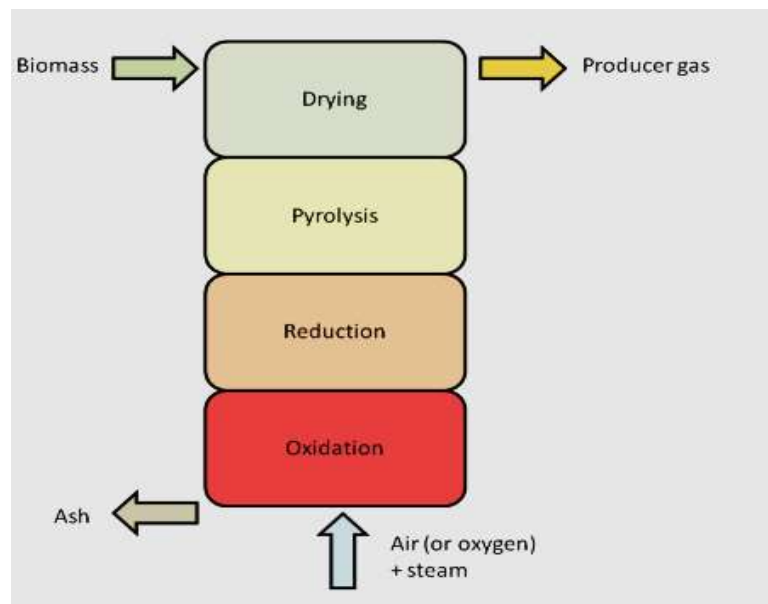 Biomass
Producer gas
Drying
Pyrolysis
Reduction
Oxidation
Ash
Air (or oxygen)
+ steam